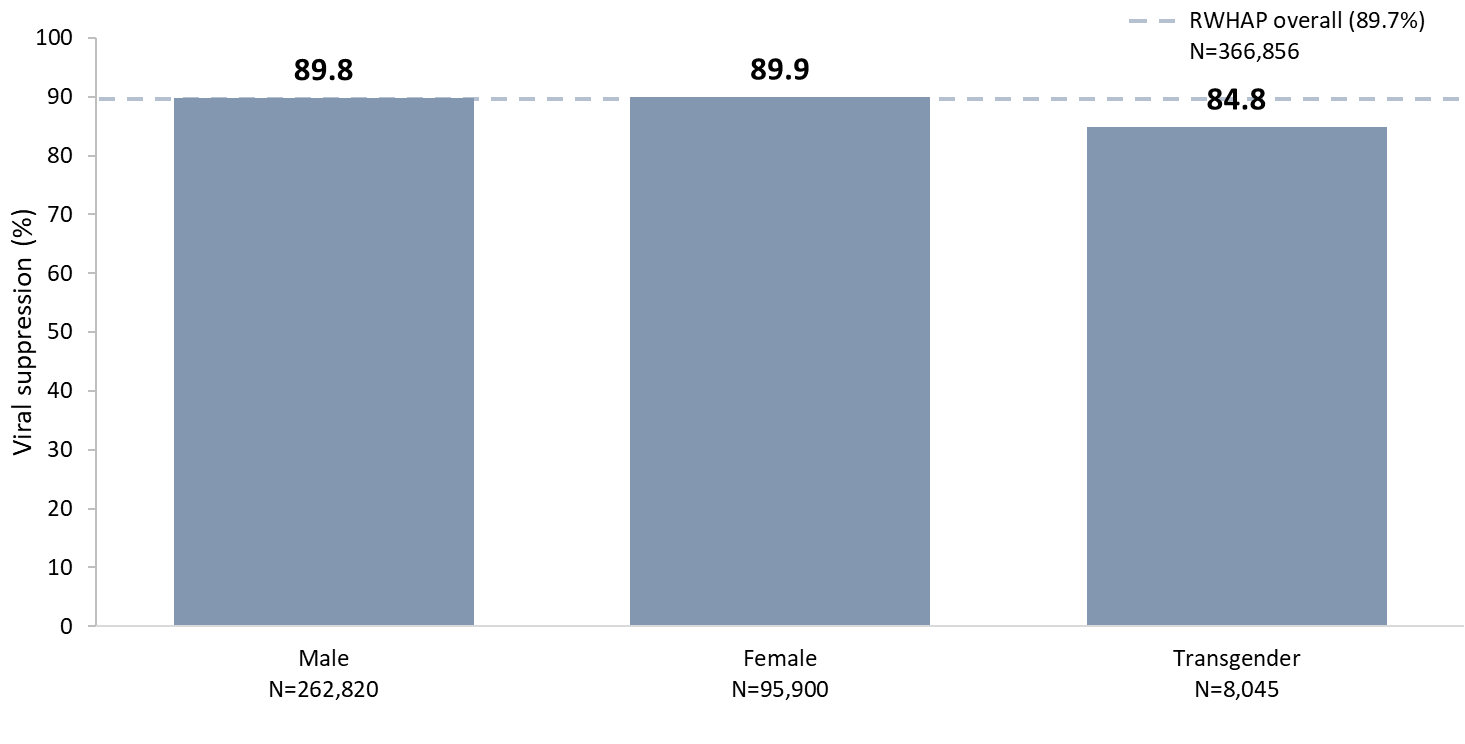 RWHAP overall (89.7%)
N=366,856
100
90
80
70
60
50
40
30
20
10
0
Viral suppression (%)
89.8
89.9
84.8
Male
N=262,820
Female
N=95,900
Transgender
N=8,045